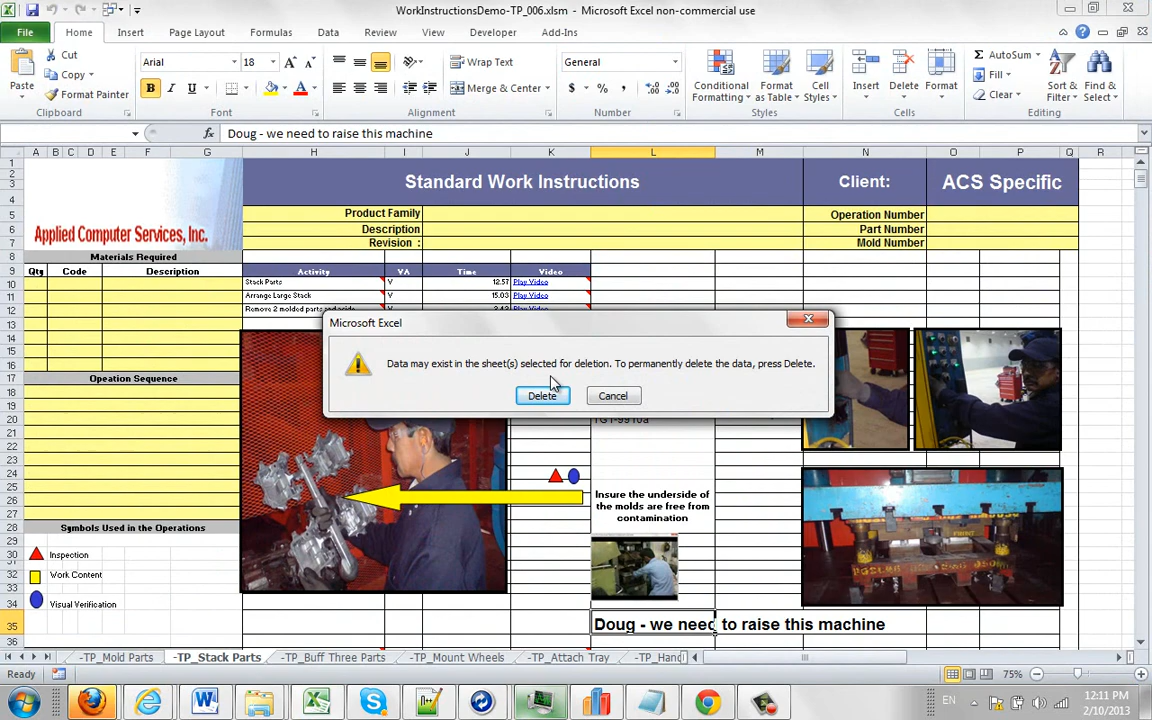 WorkInstructionsDemo-TP_006.xlsm - Microsoft Excel non-commercial use
File Home Insert Page Layout Formulas Data Review View Developer Add-Ins
Paste
Cut
Copy
Format Painter
Clipboard
Arial 18
Font
Wrap Text
Merge & Center
Alignment
General
Number
Conditional Formatting
Format as Table
Cell Styles
Styles
Insert Delete Format
Cells
AutoSum
Fill
Clear
Sort & Filter
Find & Select
Editing
fx Doug - we need to raise this machine
A B C D E F G H I J K L M N O P Q R
Applied Computer Services, Inc.
Standard Work Instructions Client: ACS Specific
Product Family Operation Number
Description Part Number
Revision : Mold Number
Materials Required
Qty Code Description
Activity VA Time Video
Stack Parts V 12.57 Play Video
Arrange Large Stack V 15.03 Play Video
Microsoft Excel
Data may exist in the sheet(s) selected for deletion. To permanently delete the data, press Delete.
Delete Cancel
Opeation Sequence
Insure the underside of
the molds are free from
contamination
Symbols Used in the Operations
Inspection
Work Content
Visual Verification
Doug - we need to raise this machine
-TP_Mold Parts -TP_Stack Parts -TP_Buff Three Parts -TP_Mount Wheels -TP_Attach Tray -TP_Hand
Ready 75%
EN 12:11 PM
2/10/2013